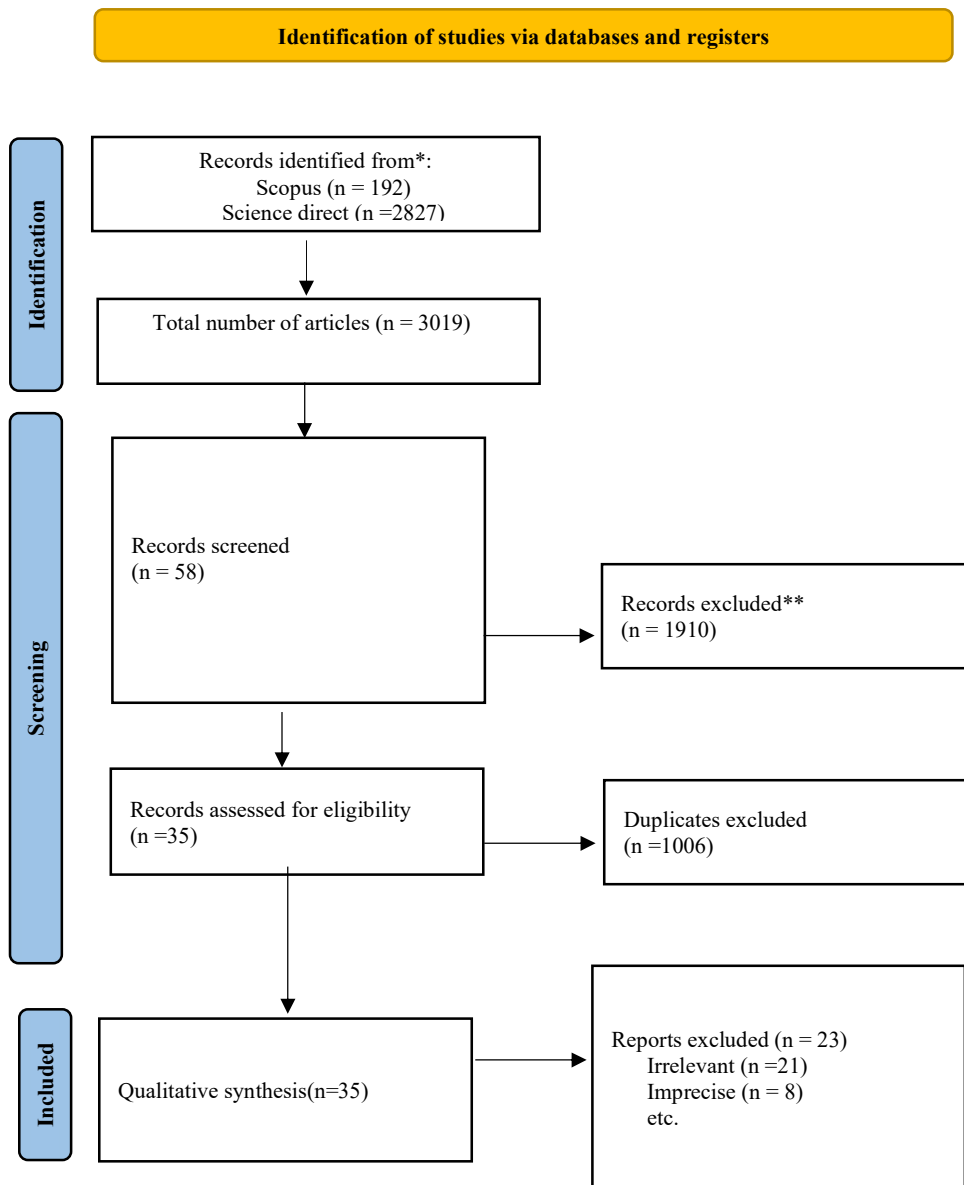 Identification of studies via databases and registers
Identification
Records identified from*:
Scopus (n = 192)
Science direct (n =2827)
Total number of articles (n = 3019)
Screening
Records screened
(n = 58)
Records excluded**
(n = 1910)
Records assessed for eligibility
(n =35)
Duplicates excluded
(n =1006)
Included
Qualitative synthesis(n=35)
Reports excluded (n = 23)
Irrelevant (n =21)
Imprecise (n = 8)
etc.